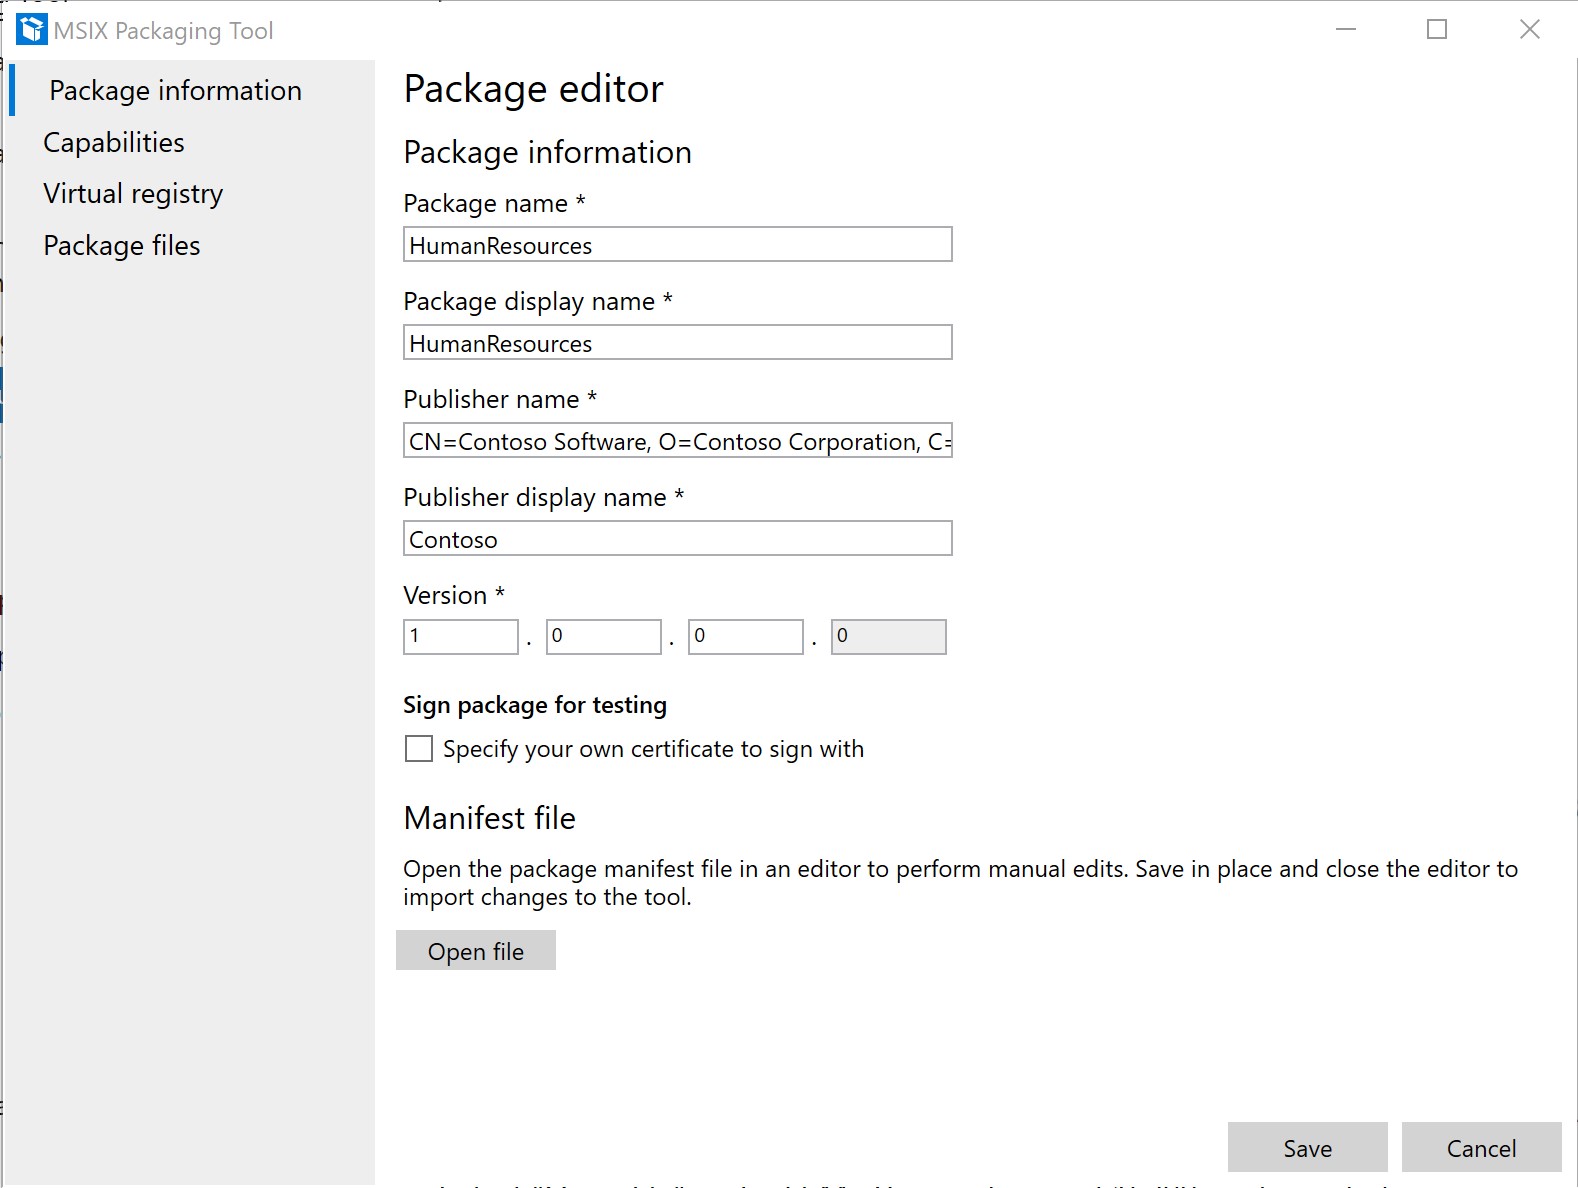 MSIX Packaging Tool
Package information
Capabilities
Virtual registry
Package files
Package editor
Package information
Package name *
HumanResources
Package display name *
HumanResources
Publisher name *
CN=Contoso Software, O=Contoso Corporation, C=
Publisher display name *
Contoso
Version *
1 . 0 . 0 . 0
Sign package for testing
Specify your own certificate to sign with
Manifest file
Open the package manifest file in an editor to perform manual edits. Save in place and close the editor to
import changes to the tool.
Open file
Save Cancel